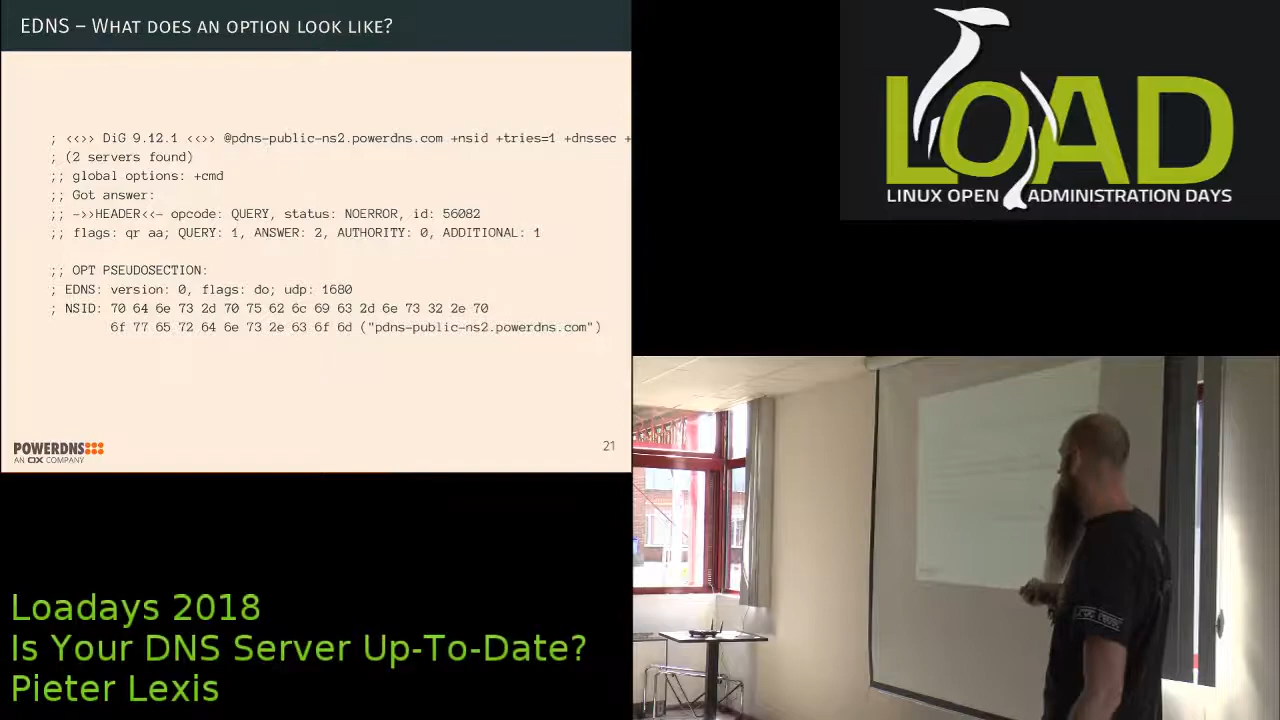 EDNS – What does an option look like?
; <<>> DiG 9.12.1 <<>> @pdns-public-ns2.powerdns.com +nsid +tries=1 +dnssec +
; (2 servers found)
;; global options: +cmd
;; Got answer:
;; ->>HEADER<<- opcode: QUERY, status: NOERROR, id: 56082
;; flags: qr aa; QUERY: 1, ANSWER: 2, AUTHORITY: 0, ADDITIONAL: 1
;; OPT PSEUDOSECTION:
; EDNS: version: 0, flags: do; udp: 1680
; NSID: 70 64 6e 73 2d 70 75 62 6c 69 63 2d 6e 73 32 2e 70
6f 77 65 72 64 6e 73 2e 63 6f 6d ("pdns-public-ns2.powerdns.com")
POWERDNS
AN OX COMPANY
21
LOAD
LINUX OPEN ADMINISTRATION DAYS
Loadays 2018
Is Your DNS Server Up-To-Date?
Pieter Lexis